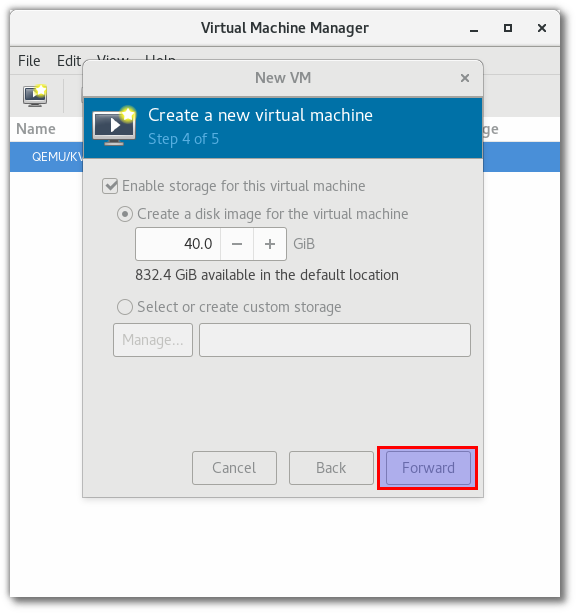 Virtual Machine Manager
File Edit View Help
New VM
Create a new virtual machine
Step 4 of 5
Name
QEMU/KV
Enable storage for this virtual machine
Create a disk image for the virtual machine
40.0 − + GiB
832.4 GiB available in the default location
Select or create custom storage
Manage...
Cancel Back Forward